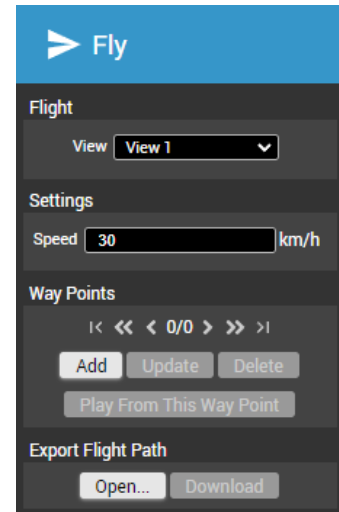 Fly
Flight
View View 1
Settings
Speed 30 km/h
Way Points
0/0
Add Update Delete
Play From This Way Point
Export Flight Path
Open... Download